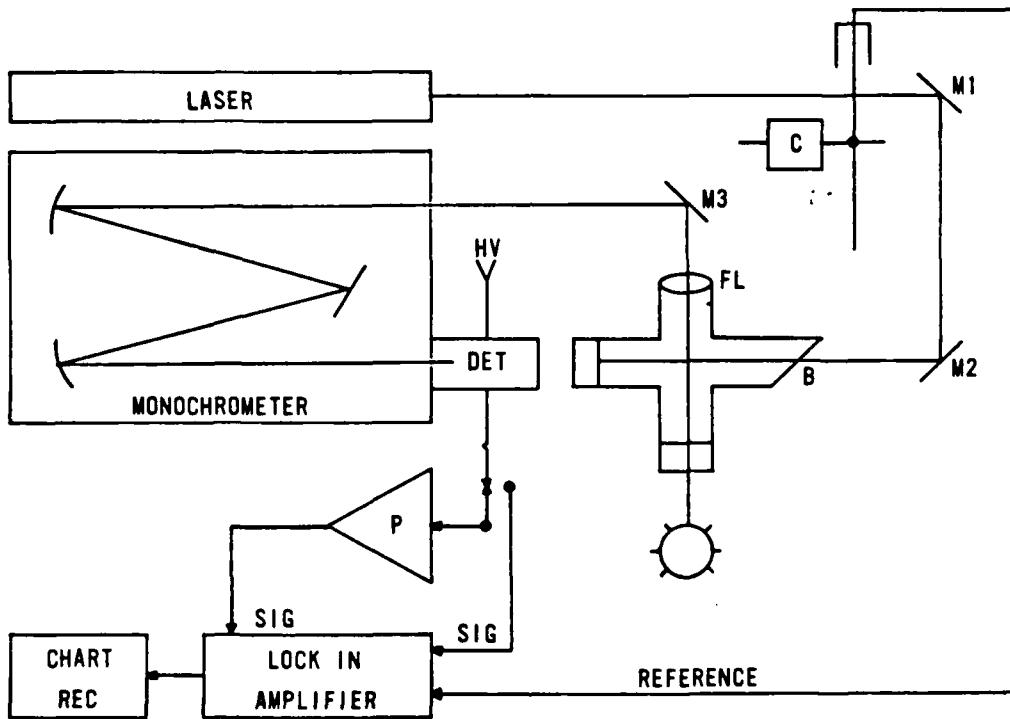 LASER
M1
C
M3
HV
FL
DET
B
M2
MONOCHROMETER
P
SIG
SIG
CHART
REC
LOCK IN
AMPLIFIER
REFERENCE